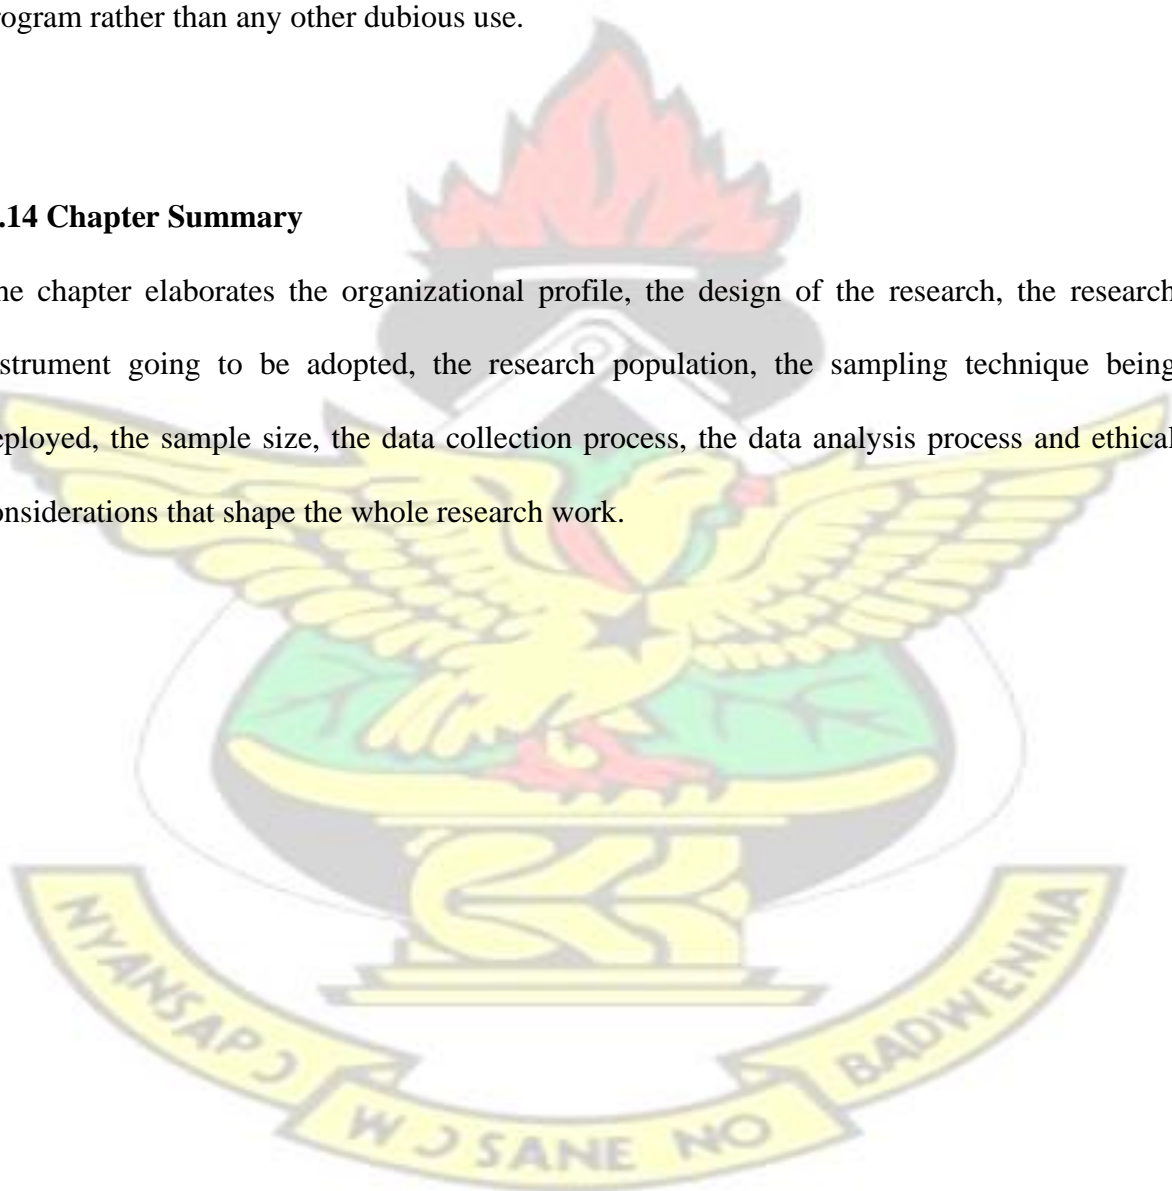 rogram rather than any other dubious use.
.14 Chapter Summary
he chapter elaborates the organizational profile, the design of the research, the research
nstrument going to be adopted, the research population, the sampling technique being
eployed, the sample size, the data collection process, the data analysis process and ethical
onsiderations that shape the whole research work.
NYANSAPƆ
WƆSANE NO
BADWENMA